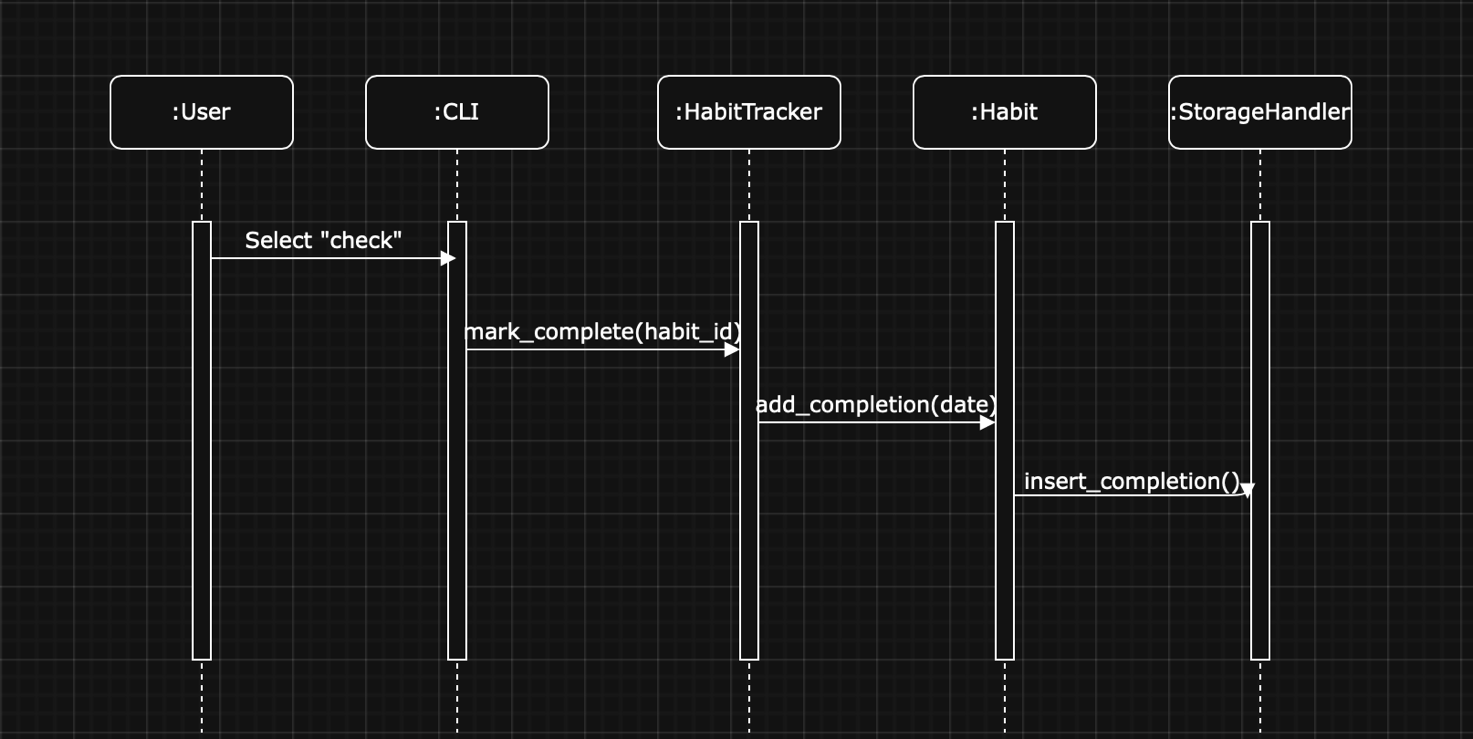 :User
:CLI
:HabitTracker
:Habit
:StorageHandler
Select "check"
mark_complete(habit_id)
add_completion(date)
insert_completion()